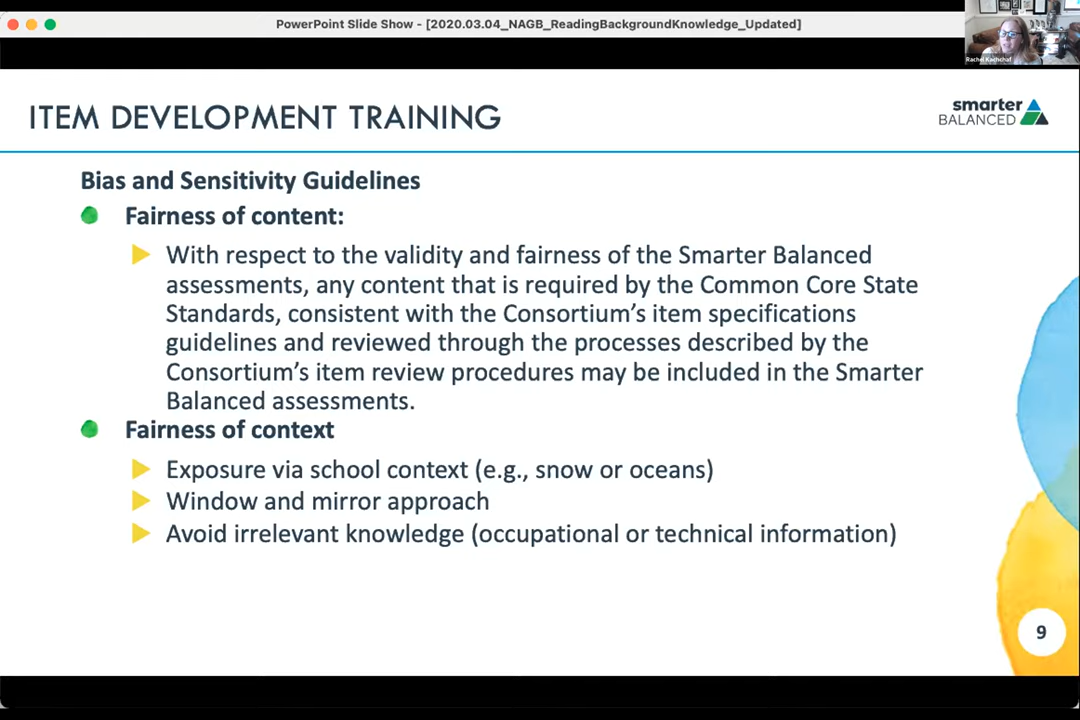 PowerPoint Slide Show - [2020.03.04_NAGB_ReadingBackgroundKnowledge_Updated]
Rachel Kachchaf
ITEM DEVELOPMENT TRAINING
smarter
BALANCED
Bias and Sensitivity Guidelines
Fairness of content:
With respect to the validity and fairness of the Smarter Balanced
assessments, any content that is required by the Common Core State
Standards, consistent with the Consortium’s item specifications
guidelines and reviewed through the processes described by the
Consortium’s item review procedures may be included in the Smarter
Balanced assessments.
Fairness of context
Exposure via school context (e.g., snow or oceans)
Window and mirror approach
Avoid irrelevant knowledge (occupational or technical information)
9